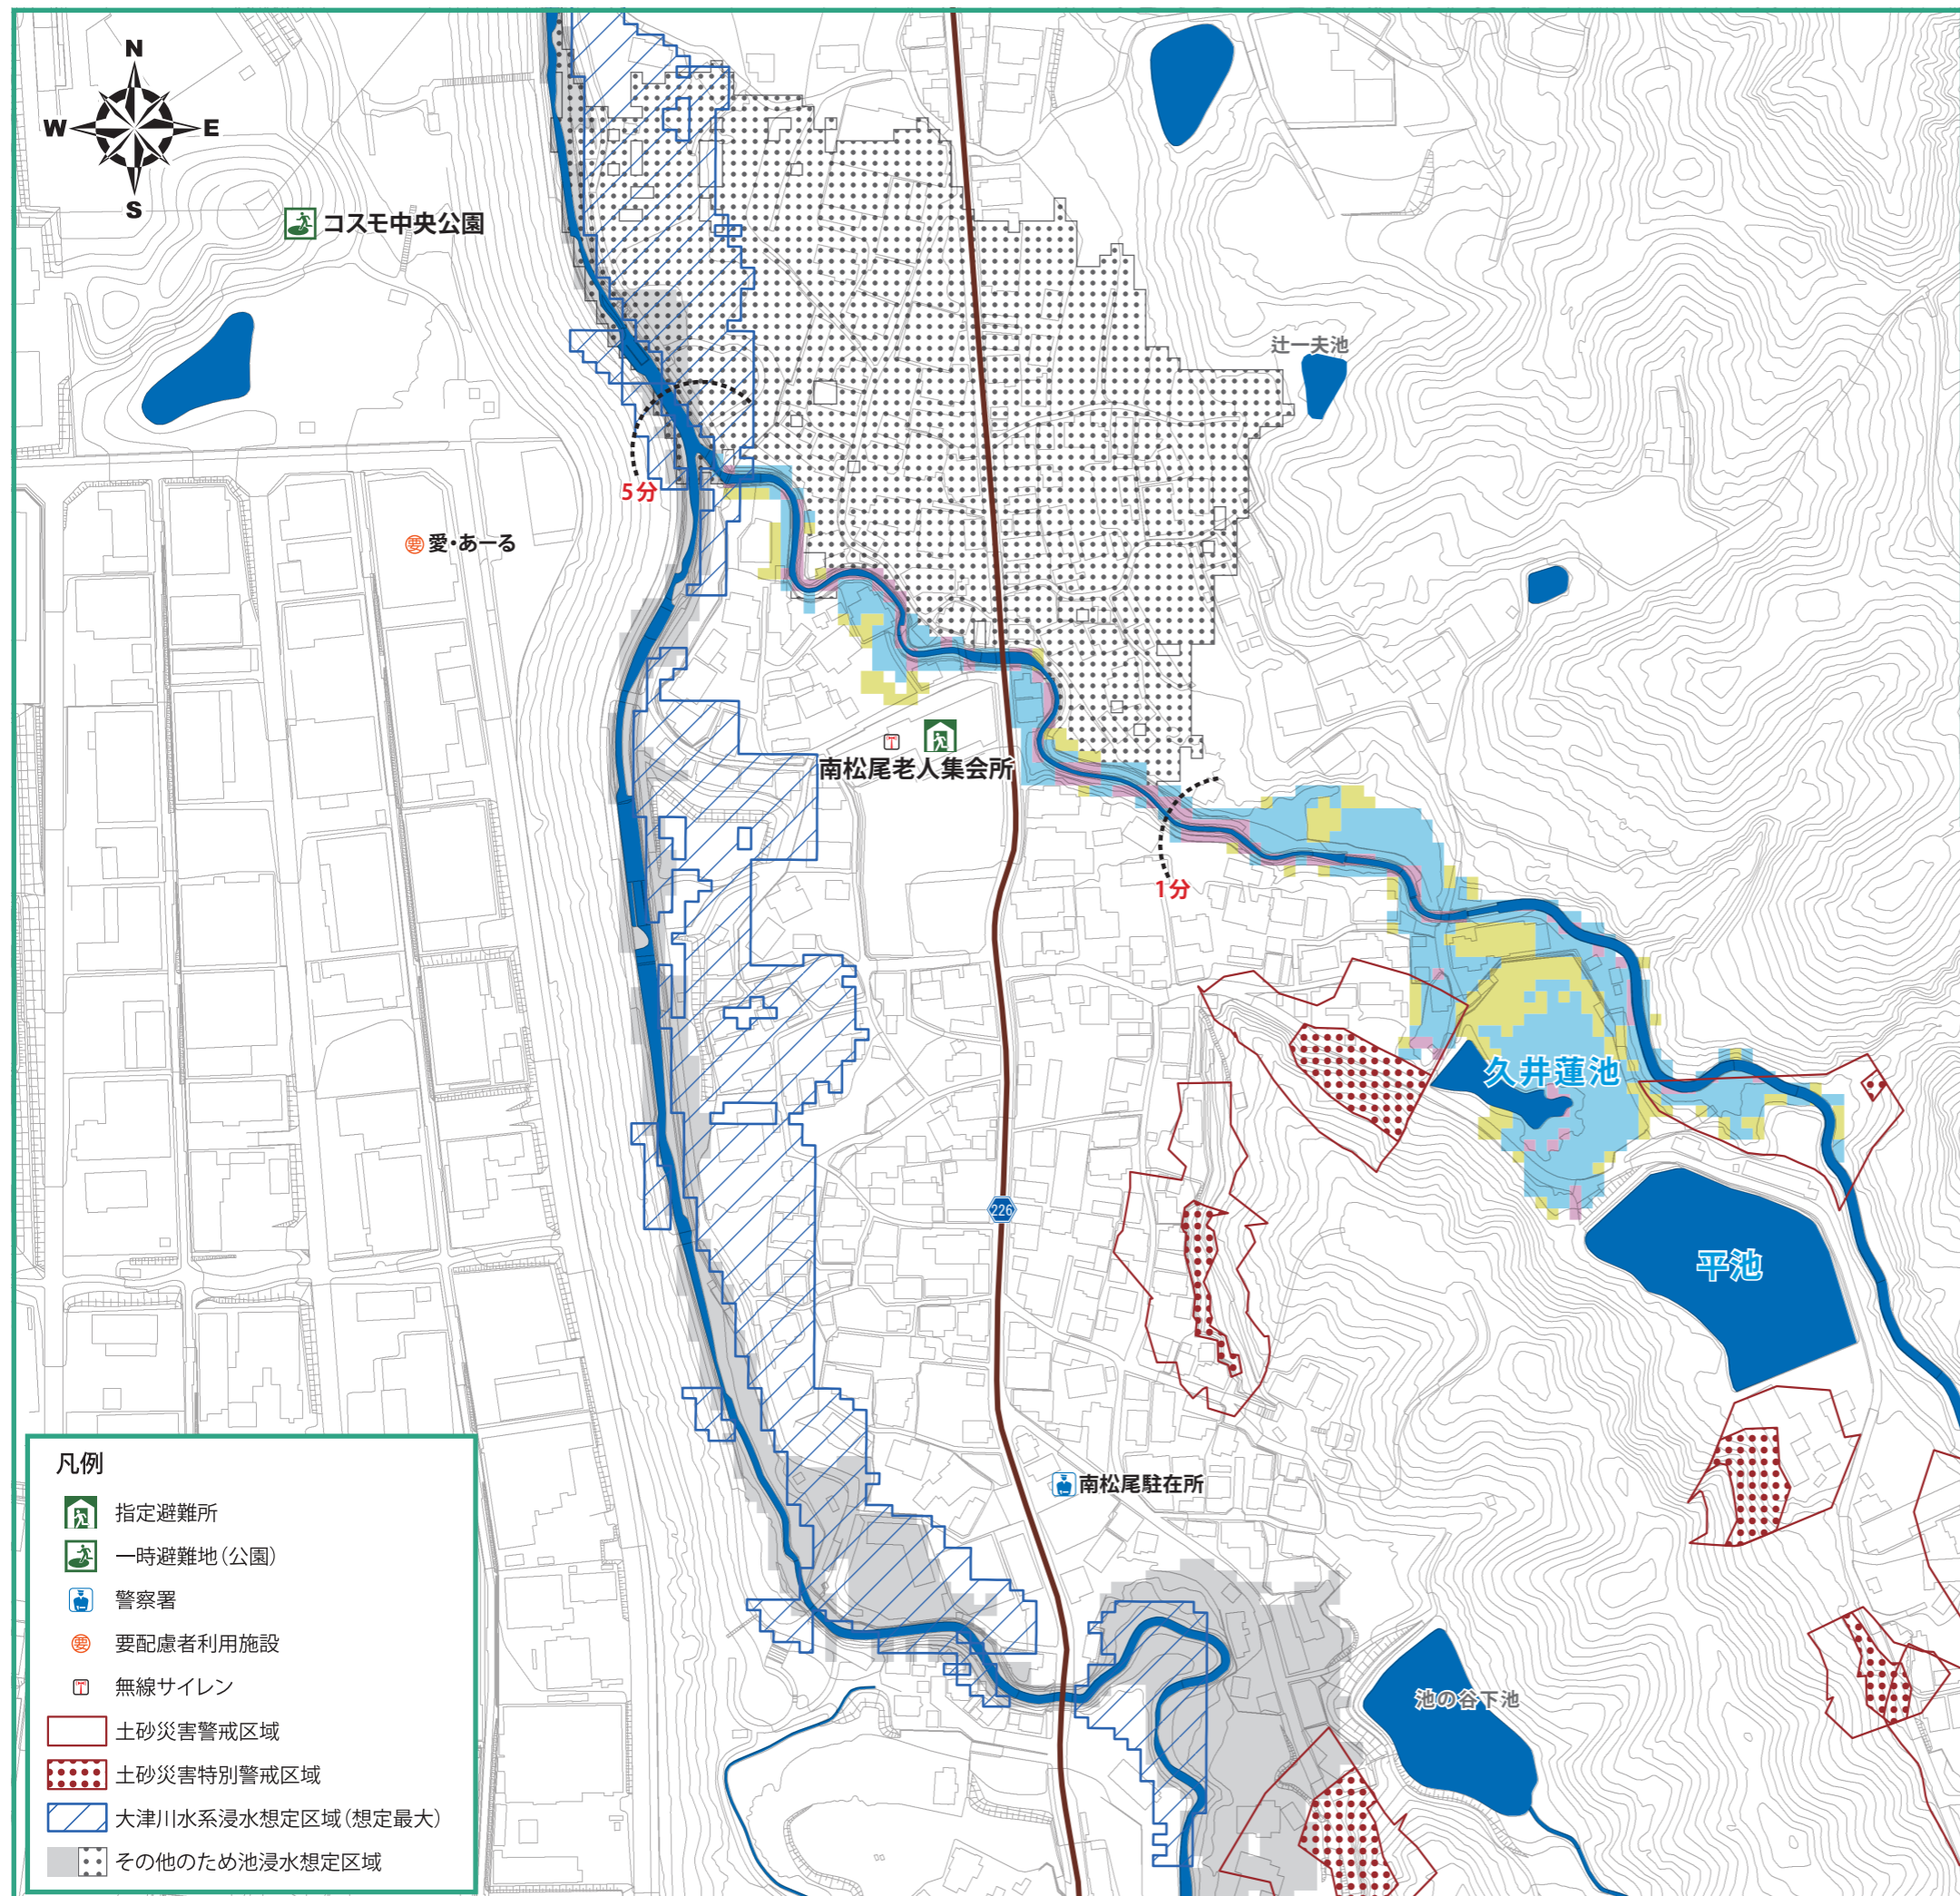 N
W
E
S
コスモ中央公園
辻一夫池
5分
愛・あーる
南松尾老人集会所
1分
久井蓮池
226
平池
南松尾駐在所
池の谷下池
凡例
指定避難所
一時避難地（公園）
警察署
要 要配慮者利用施設
無線サイレン
土砂災害警戒区域
土砂災害特別警戒区域
大津川水系浸水想定区域（想定最大）
その他のため池浸水想定区域